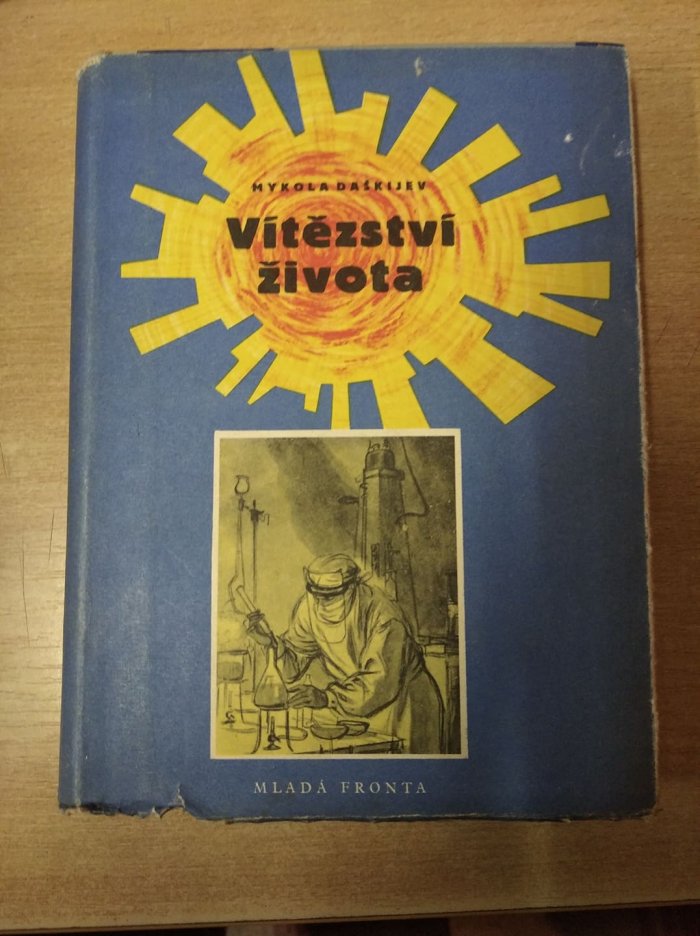 MYKOLA DAŠKIJEV
Vítězství
života
MLADÁ FRONTA